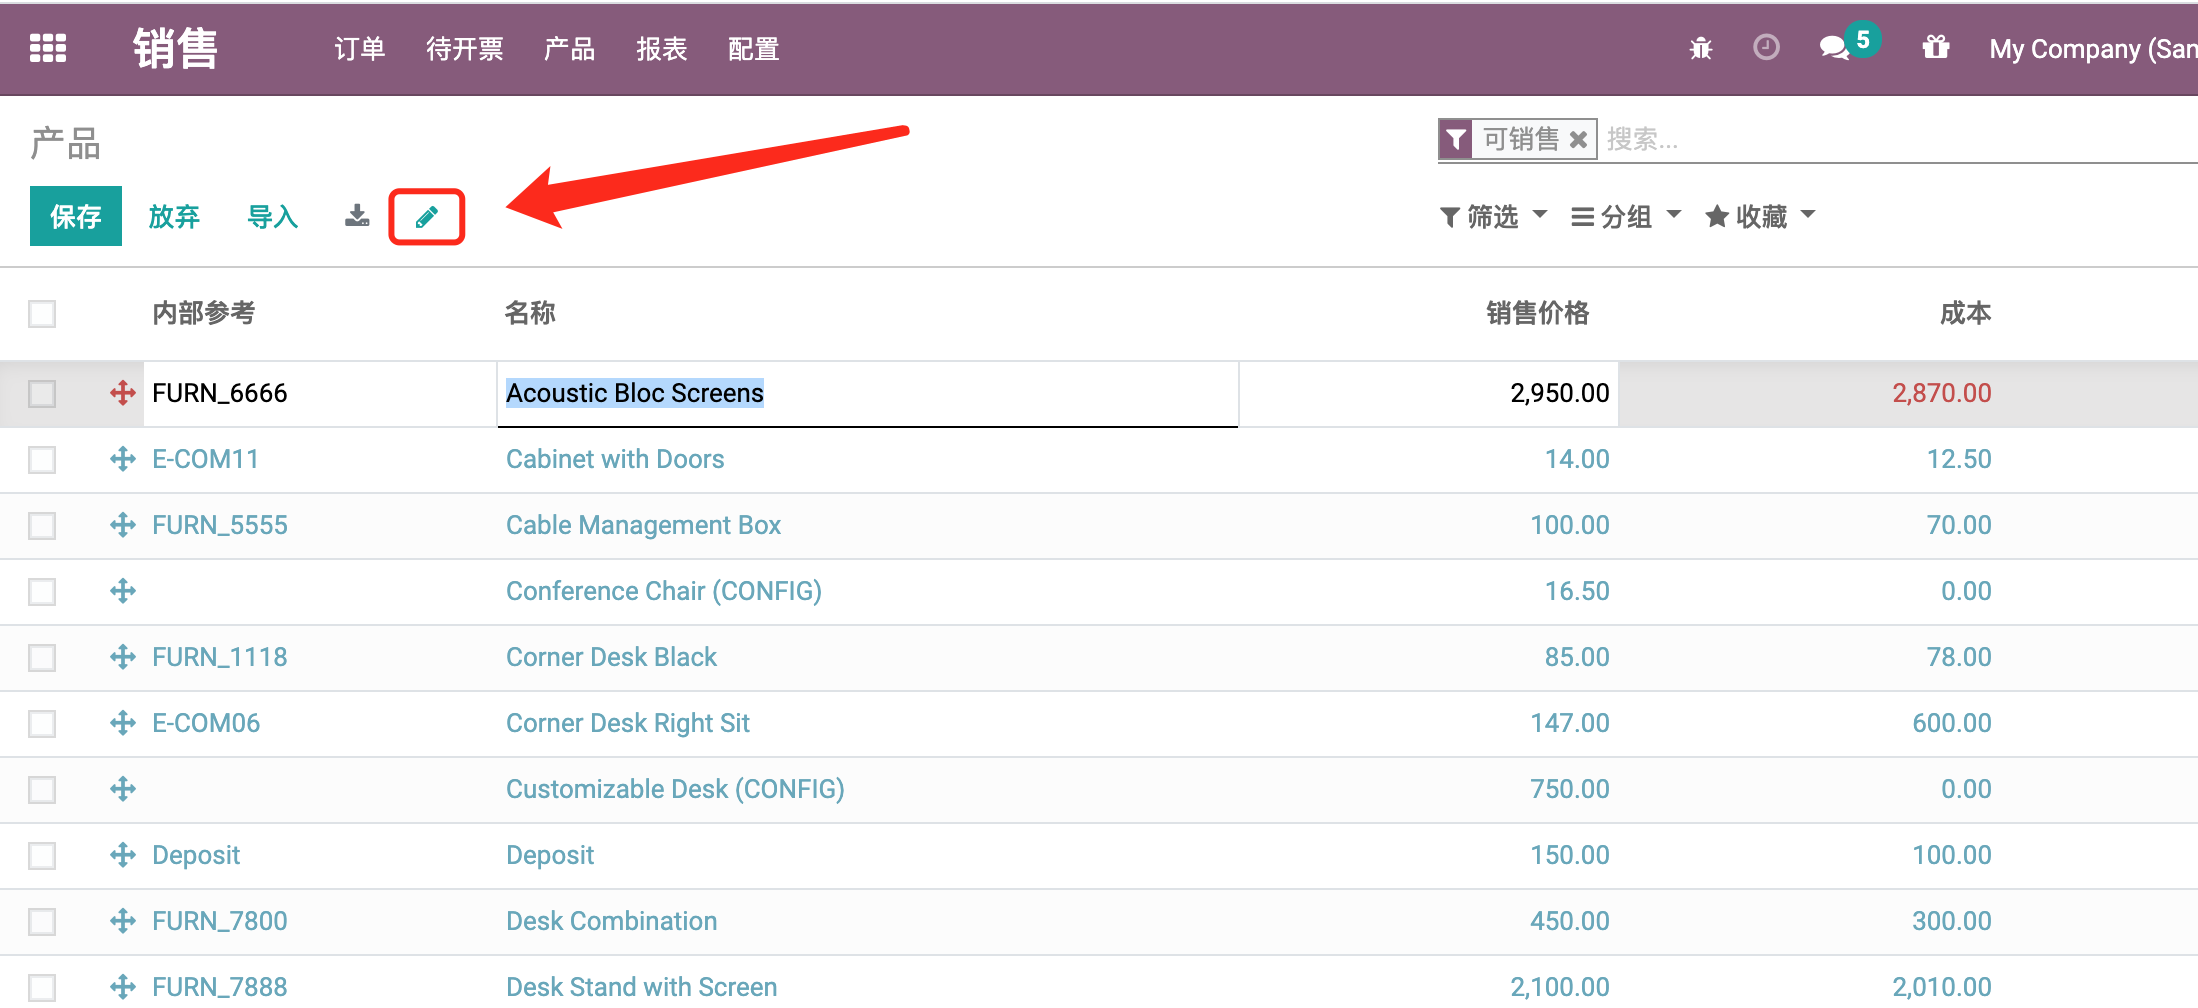 销售 订单 待开票 产品 报表 配置 5 My Company (San
产品 可销售 搜索...
保存 放弃 导入 筛选 分组 收藏
内部参考 名称 销售价格 成本
FURN_6666 Acoustic Bloc Screens 2,950.00 2,870.00
E-COM11 Cabinet with Doors 14.00 12.50
FURN_5555 Cable Management Box 100.00 70.00
Conference Chair (CONFIG) 16.50 0.00
FURN_1118 Corner Desk Black 85.00 78.00
E-COM06 Corner Desk Right Sit 147.00 600.00
Customizable Desk (CONFIG) 750.00 0.00
Deposit Deposit 150.00 100.00
FURN_7800 Desk Combination 450.00 300.00
FURN_7888 Desk Stand with Screen 2,100.00 2,010.00